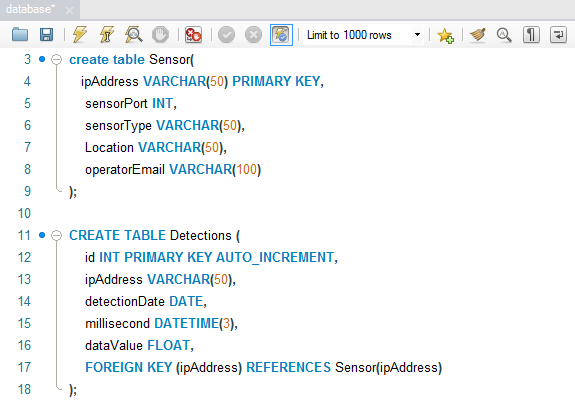 database*
Limit to 1000 rows
3 create table Sensor(
4 ipAddress VARCHAR(50) PRIMARY KEY,
5 sensorPort INT,
6 sensorType VARCHAR(50),
7 Location VARCHAR(50),
8 operatorEmail VARCHAR(100)
9 );
10
11 CREATE TABLE Detections (
12 id INT PRIMARY KEY AUTO_INCREMENT,
13 ipAddress VARCHAR(50),
14 detectionDate DATE,
15 millisecond DATETIME(3),
16 dataValue FLOAT,
17 FOREIGN KEY (ipAddress) REFERENCES Sensor(ipAddress)
18 );